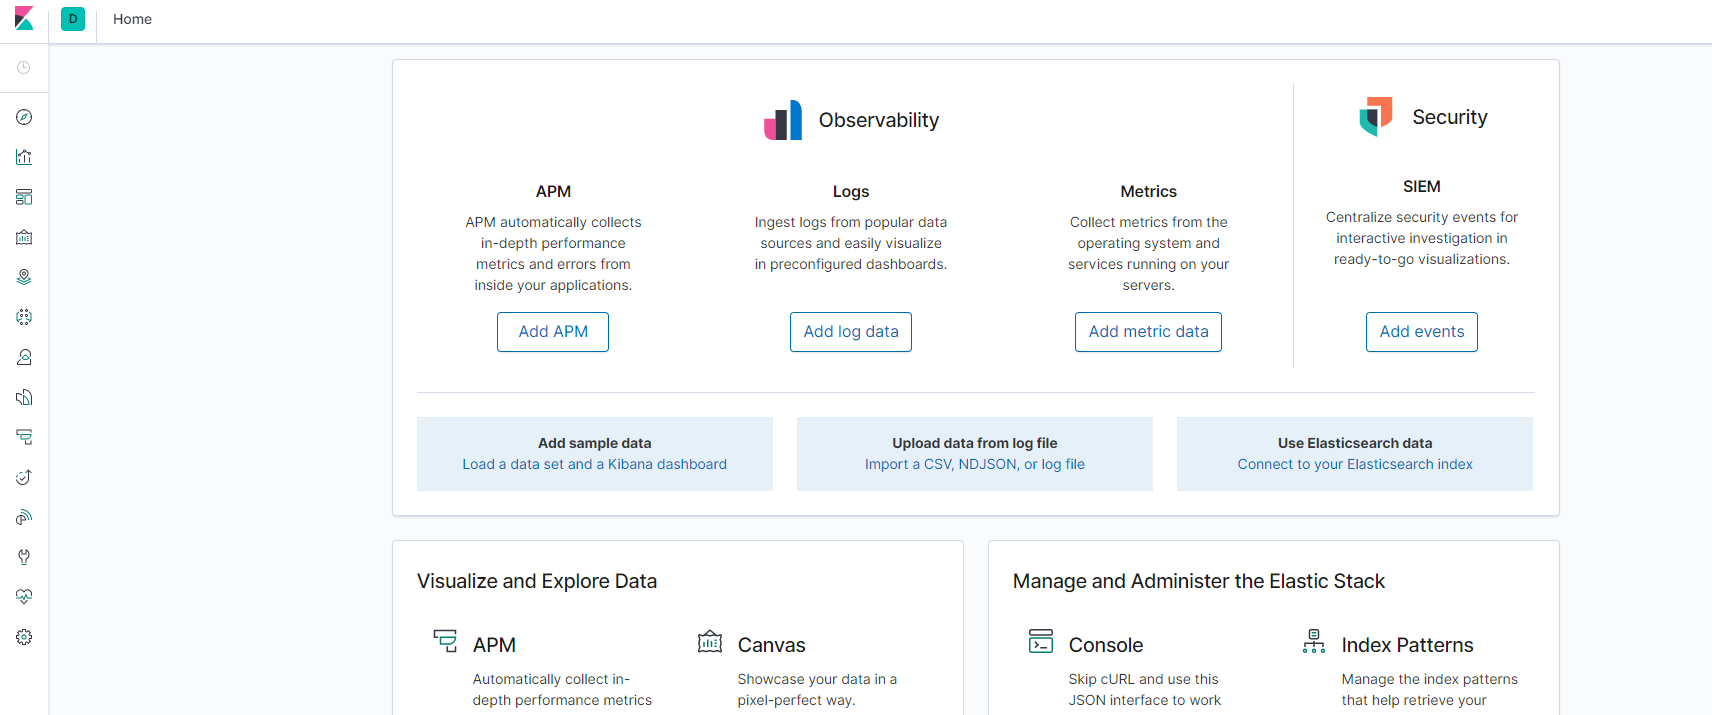 D Home
Observability
Security
APM
APM automatically collects
in-depth performance
metrics and errors from
inside your applications.
Add APM
Logs
Ingest logs from popular data
sources and easily visualize
in preconfigured dashboards.
Add log data
Metrics
Collect metrics from the
operating system and
services running on your
servers.
Add metric data
SIEM
Centralize security events for
interactive investigation in
ready-to-go visualizations.
Add events
Add sample data
Load a data set and a Kibana dashboard
Upload data from log file
Import a CSV, NDJSON, or log file
Use Elasticsearch data
Connect to your Elasticsearch index
Visualize and Explore Data
APM
Automatically collect in-
depth performance metrics
Canvas
Showcase your data in a
pixel-perfect way.
Manage and Administer the Elastic Stack
Console
Skip cURL and use this
JSON interface to work
Index Patterns
Manage the index patterns
that help retrieve your